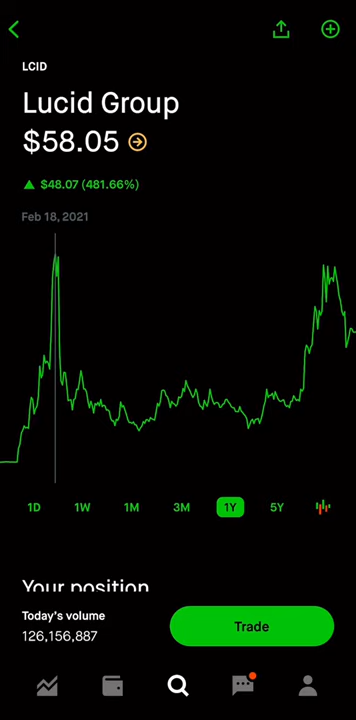 LCID
Lucid Group
$58.05
▲ $48.07 (481.66%)
Feb 18, 2021
1D 1W 1M 3M 1Y 5Y
Your position
Today's volume
126,156,887
Trade